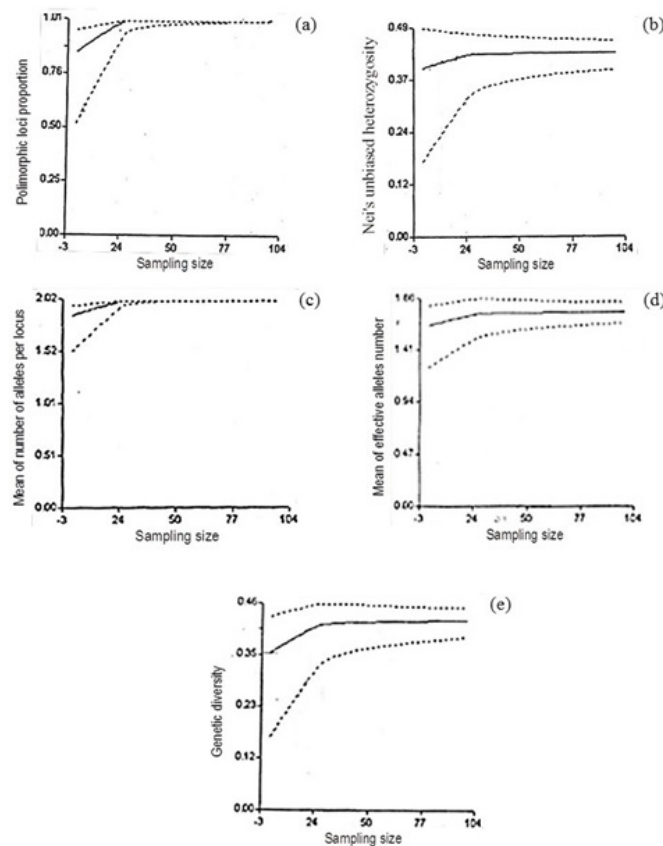 (a)
Polimorphic loci proportion
1.01
0.76
0.50
0.25
0.00
-3 24 50 77 104
Sampling size
(b)
Nei's unbiased heterozygosity
0.49
0.37
0.24
0.12
0.00
-3 24 50 77 104
Sampling size
(c)
Mean of number of alleles per locus
2.02
1.52
1.01
0.51
0.00
-3 24 50 77 104
Sampling size
(d)
Mean of effective alleles number
1.41
0.94
0.47
0.00
-3 24 50 77 104
Sampling size
(e)
Genetic diversity
0.46
0.35
0.23
0.12
0.00
-3 24 50 77 104
Sampling size